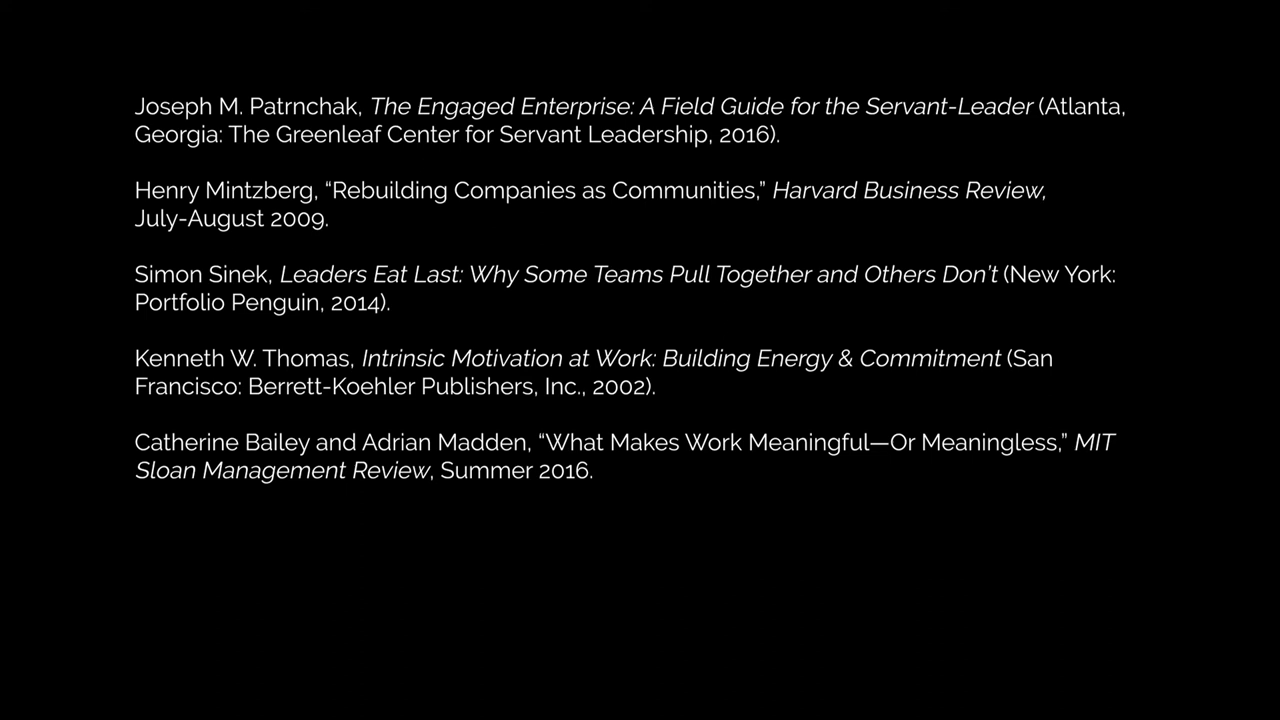 Joseph M. Patrnchak, The Engaged Enterprise: A Field Guide for the Servant-Leader (Atlanta,
Georgia: The Greenleaf Center for Servant Leadership, 2016).
Henry Mintzberg, “Rebuilding Companies as Communities,” Harvard Business Review,
July-August 2009.
Simon Sinek, Leaders Eat Last: Why Some Teams Pull Together and Others Don’t (New York:
Portfolio Penguin, 2014).
Kenneth W. Thomas, Intrinsic Motivation at Work: Building Energy & Commitment (San
Francisco: Berrett-Koehler Publishers, Inc., 2002).
Catherine Bailey and Adrian Madden, “What Makes Work Meaningful—Or Meaningless,” MIT
Sloan Management Review, Summer 2016.